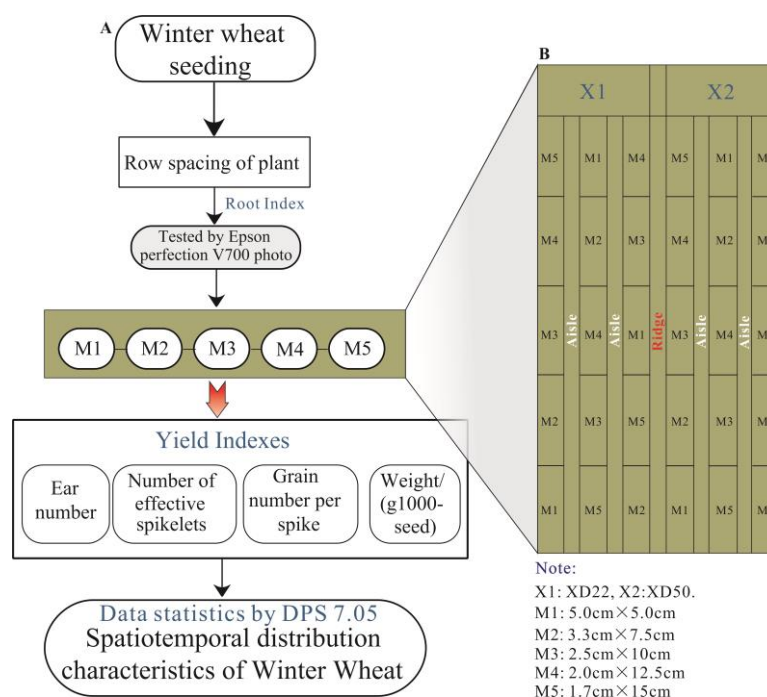 A
Winter wheat
seeding
Row spacing of plant
Root Index
Tested by Epson
perfection V700 photo
M1 M2 M3 M4 M5
Yield Indexes
Ear
number
Number of
effective
spikelets
Grain
number per
spike
Weight/
(g1000-
seed)
Data statistics by DPS 7.05
Spatiotemporal distribution
characteristics of Winter Wheat
B
X1 X2
M5 M1 M4 M5 M1
M4 M2 M3 M4 M2
M3 Aisle M4 Aisle M1 Ridge M3 Aisle M4 Aisle
M2 M3 M5 M2 M3
M1 M5 M2 M1 M5
Note:
X1: XD22, X2:XD50.
M1: 5.0cm×5.0cm
M2: 3.3cm×7.5cm
M3: 2.5cm×10cm
M4: 2.0cm×12.5cm
M5: 1.7cm×15cm